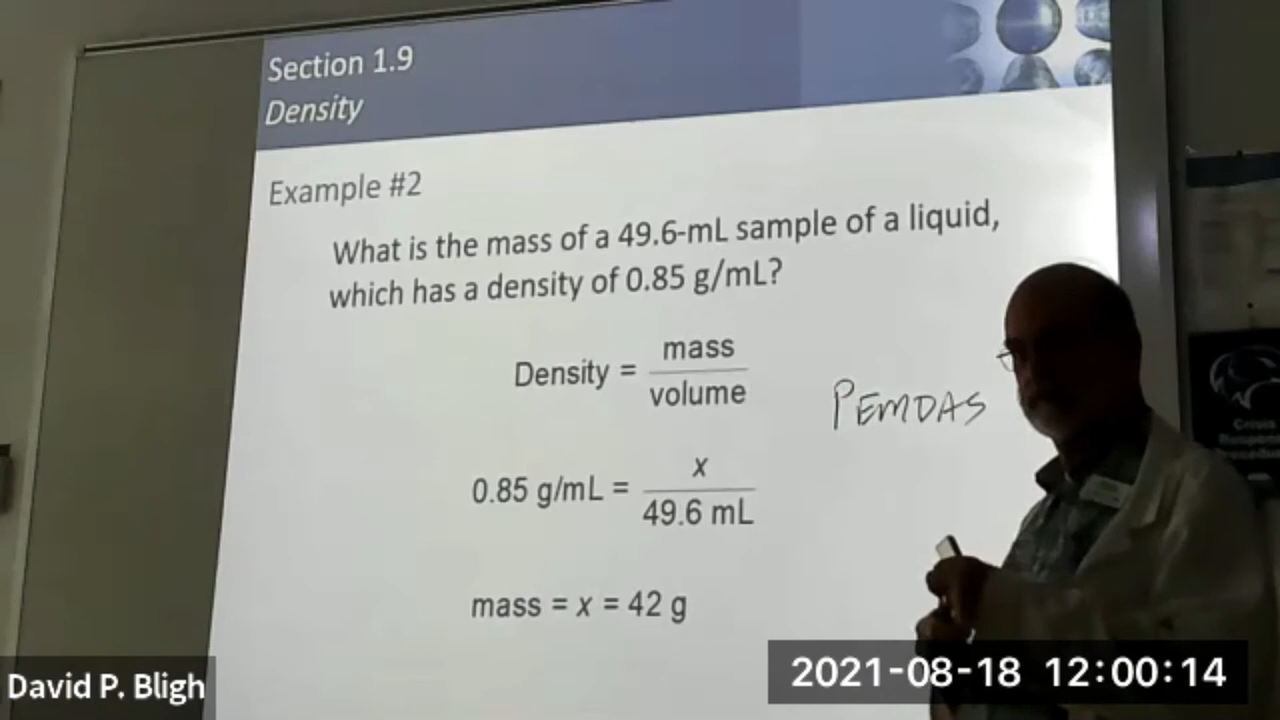 Section 1.9
Density
Example #2
What is the mass of a 49.6-mL sample of a liquid,
which has a density of 0.85 g/mL?
Density = mass / volume
PEMDAS
0.85 g/mL = x / 49.6 mL
mass = x = 42 g
David P. Bligh
2021-08-18 12:00:14